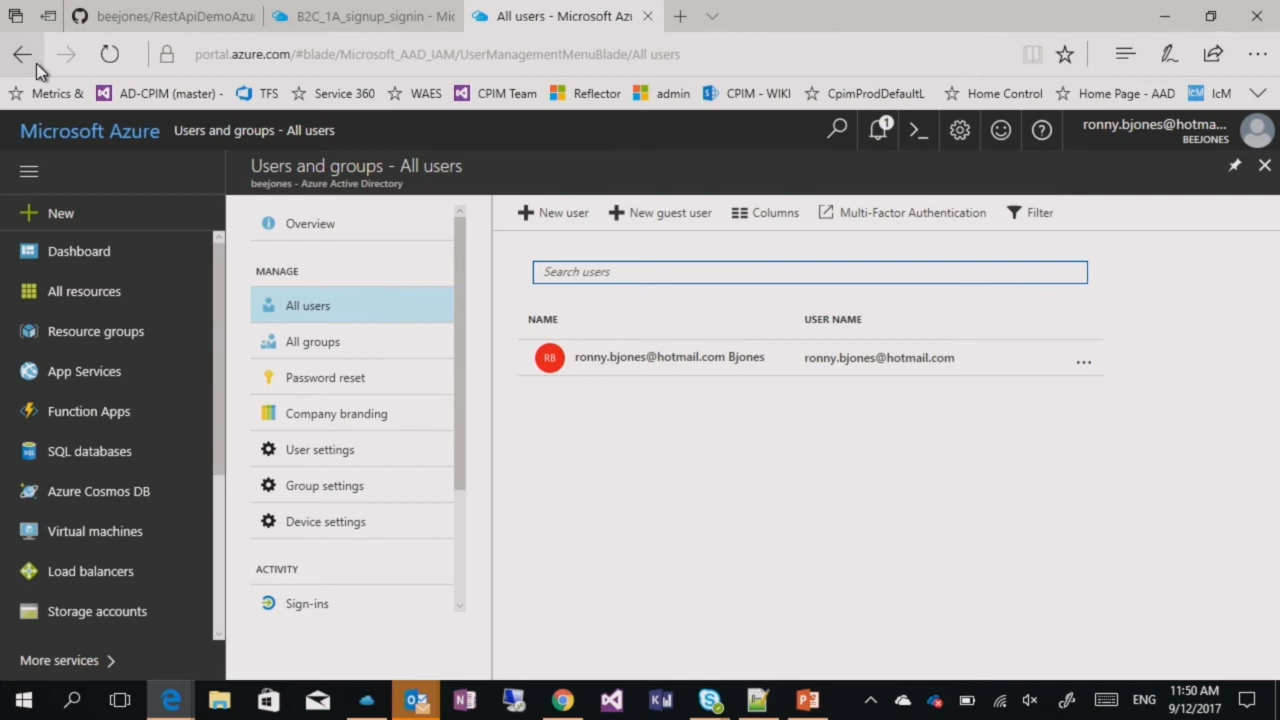 beejones/RestApiDemoAzu
B2C_1A_signup_signin - Mic
All users - Microsoft Azu
portal.azure.com/#blade/Microsoft_AAD_IAM/UserManagementMenuBlade/All users
Metrics &
AD-CPIM (master) -
TFS
Service 360
WAES
CPIM Team
Reflector
admin
CPIM - WIKI
CpimProdDefaultL
Home Control
Home Page - AAD
IcM
IcM
Microsoft Azure
Users and groups - All users
1
ronny.bjones@hotma...
BEEJONES
Users and groups - All users
beejones - Azure Active Directory
New
Dashboard
All resources
Resource groups
App Services
Function Apps
SQL databases
Azure Cosmos DB
Virtual machines
Load balancers
Storage accounts
More services
Overview
MANAGE
All users
All groups
Password reset
Company branding
User settings
Group settings
Device settings
ACTIVITY
Sign-ins
New user
New guest user
Columns
Multi-Factor Authentication
Filter
Search users
NAME
USER NAME
RB
ronny.bjones@hotmail.com Bjones
ronny.bjones@hotmail.com
...
ENG
11:50 AM
9/12/2017